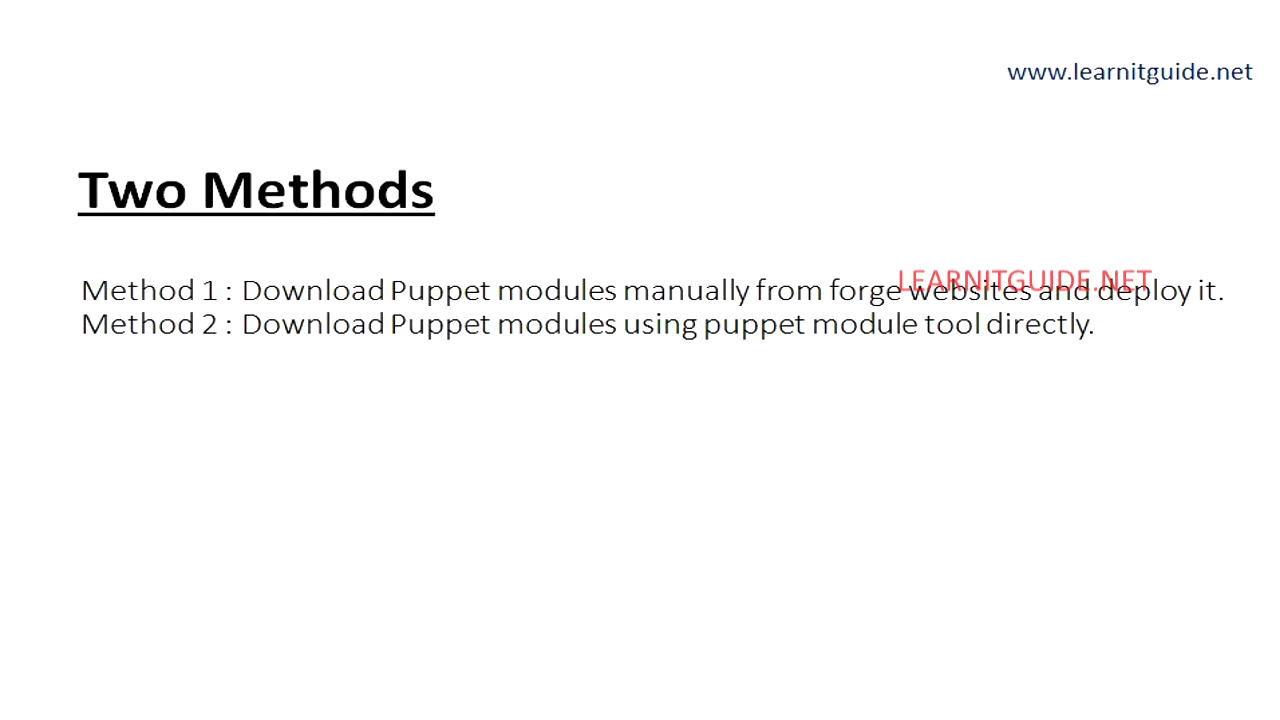 www.learnitguide.net
Two Methods
LEARNITGUIDE.NET
Method 1 : Download Puppet modules manually from forge websites and deploy it.
Method 2 : Download Puppet modules using puppet module tool directly.